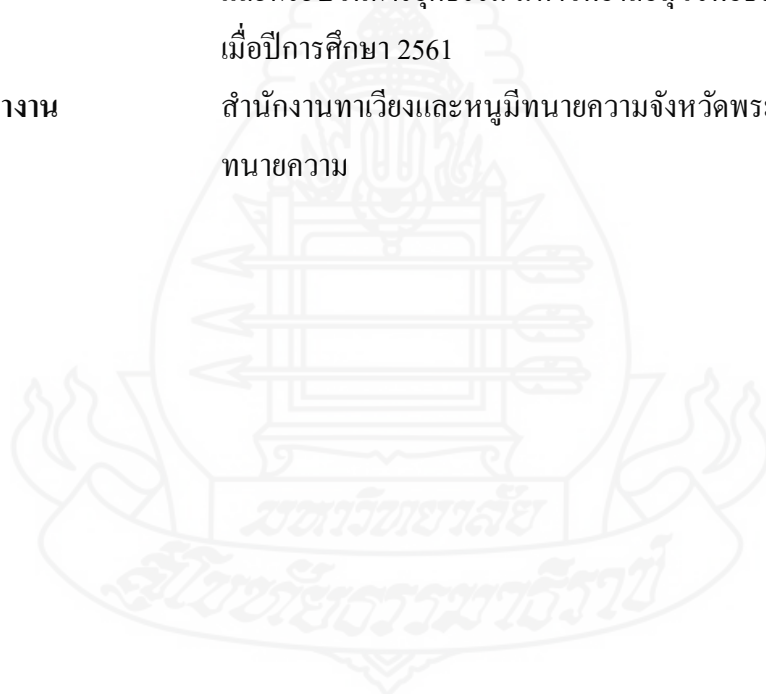 เมื่อปีการศึกษา 2561
สำนักงานทาเวียงและหนูมีทนายความจังหวัดพระ
ทนายความ
มหาวิทยาลัย
สุโขทัยธรรมาธิราช